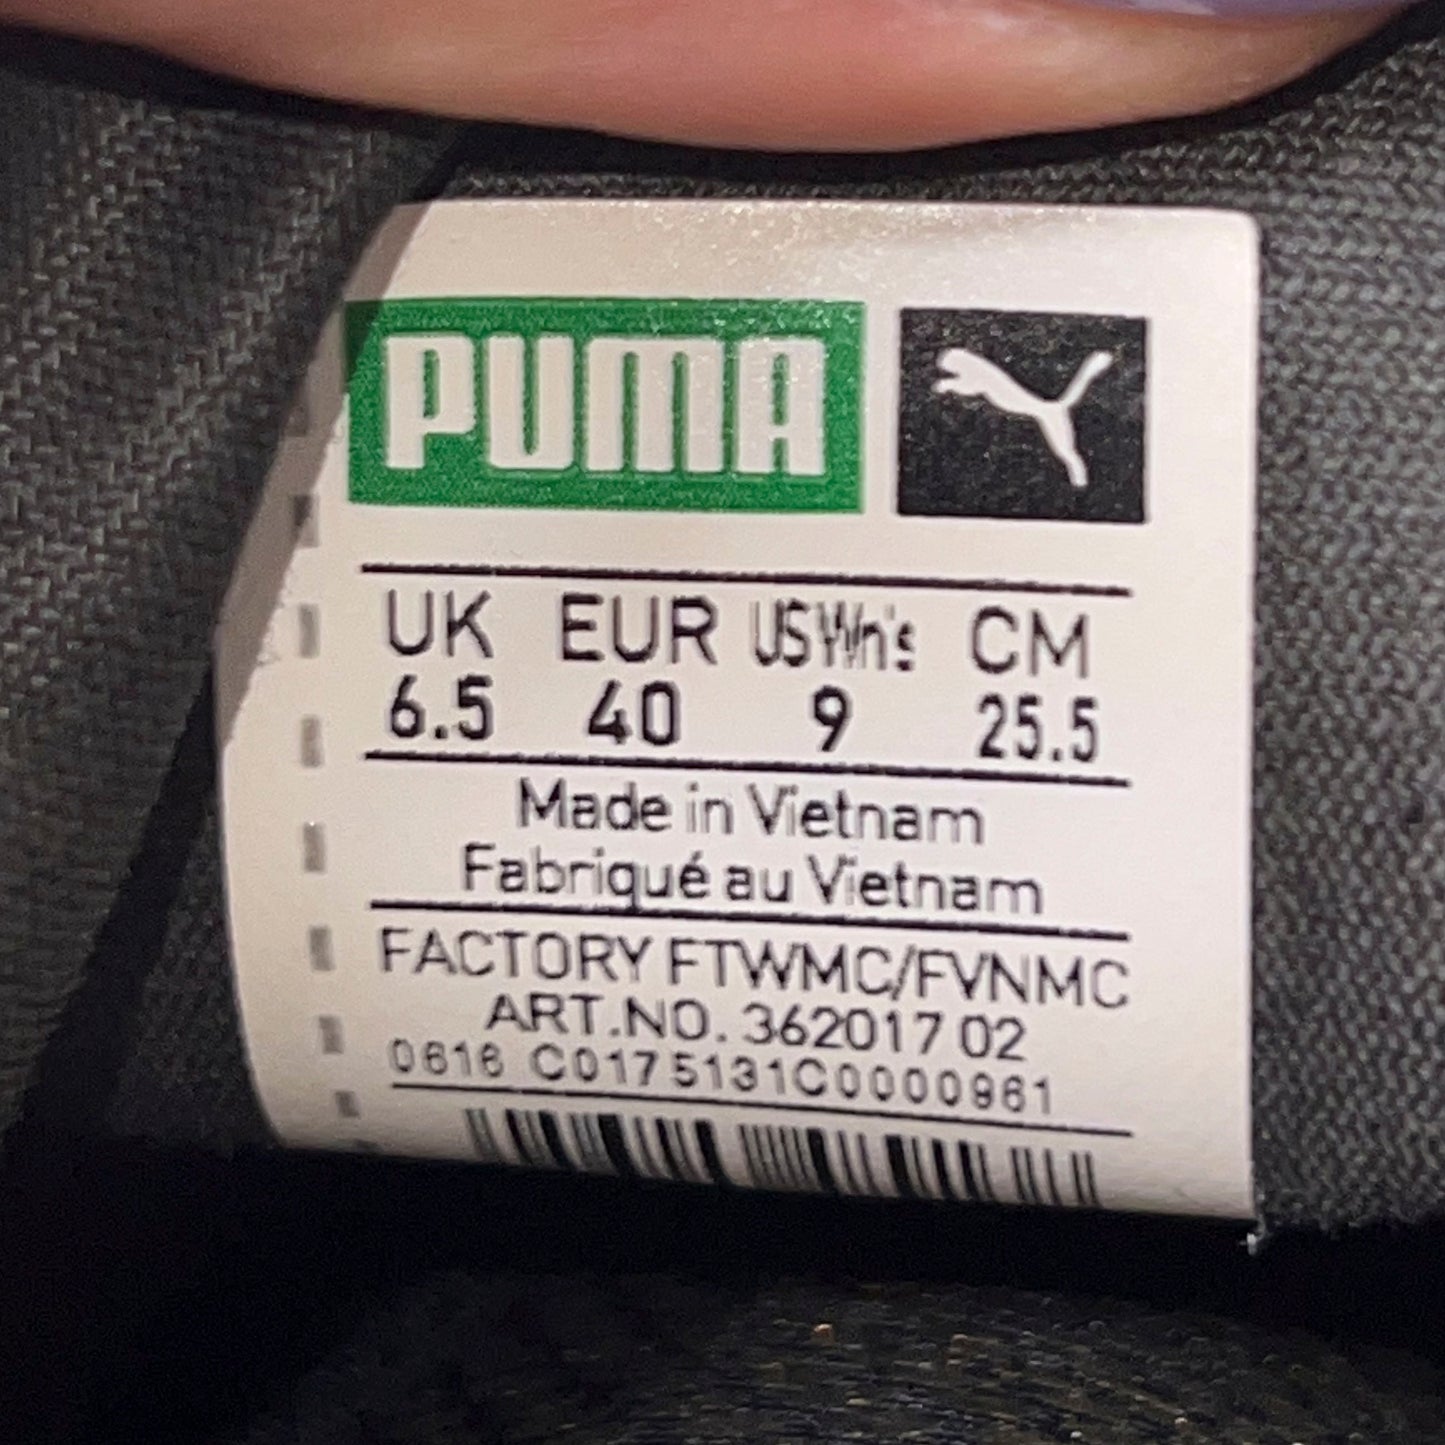 PUMA
UK EUR US Wn's CM
6.5 40 9 25.5
Made in Vietnam
Fabriqué au Vietnam
FACTORY FTWMC/FVNMC
ART.NO. 362017 02
0616 C0175131C0000961